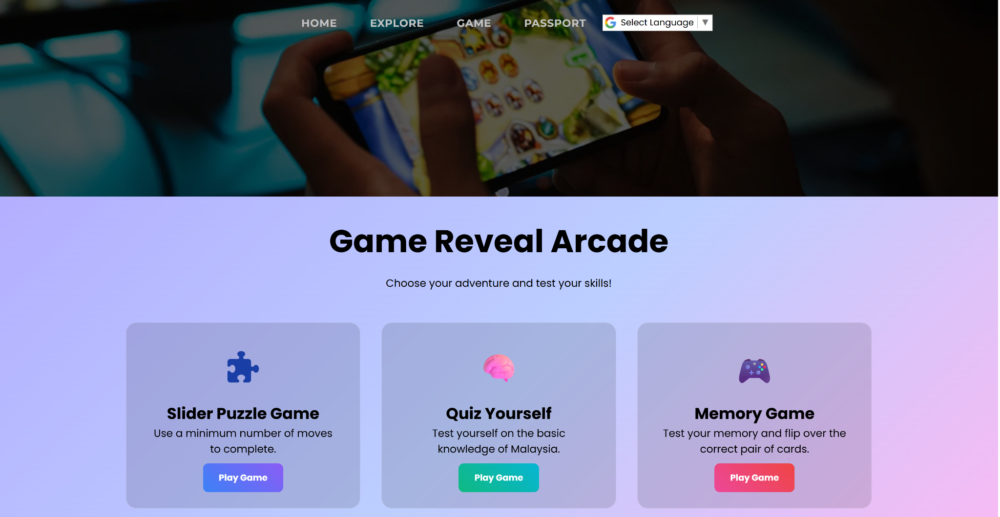 HOME EXPLORE GAME PASSPORT Select Language ▼
Game Reveal Arcade
Choose your adventure and test your skills!
Slider Puzzle Game
Use a minimum number of moves
to complete.
Play Game
Quiz Yourself
Test yourself on the basic
knowledge of Malaysia.
Play Game
Memory Game
Test your memory and flip over the
correct pair of cards.
Play Game